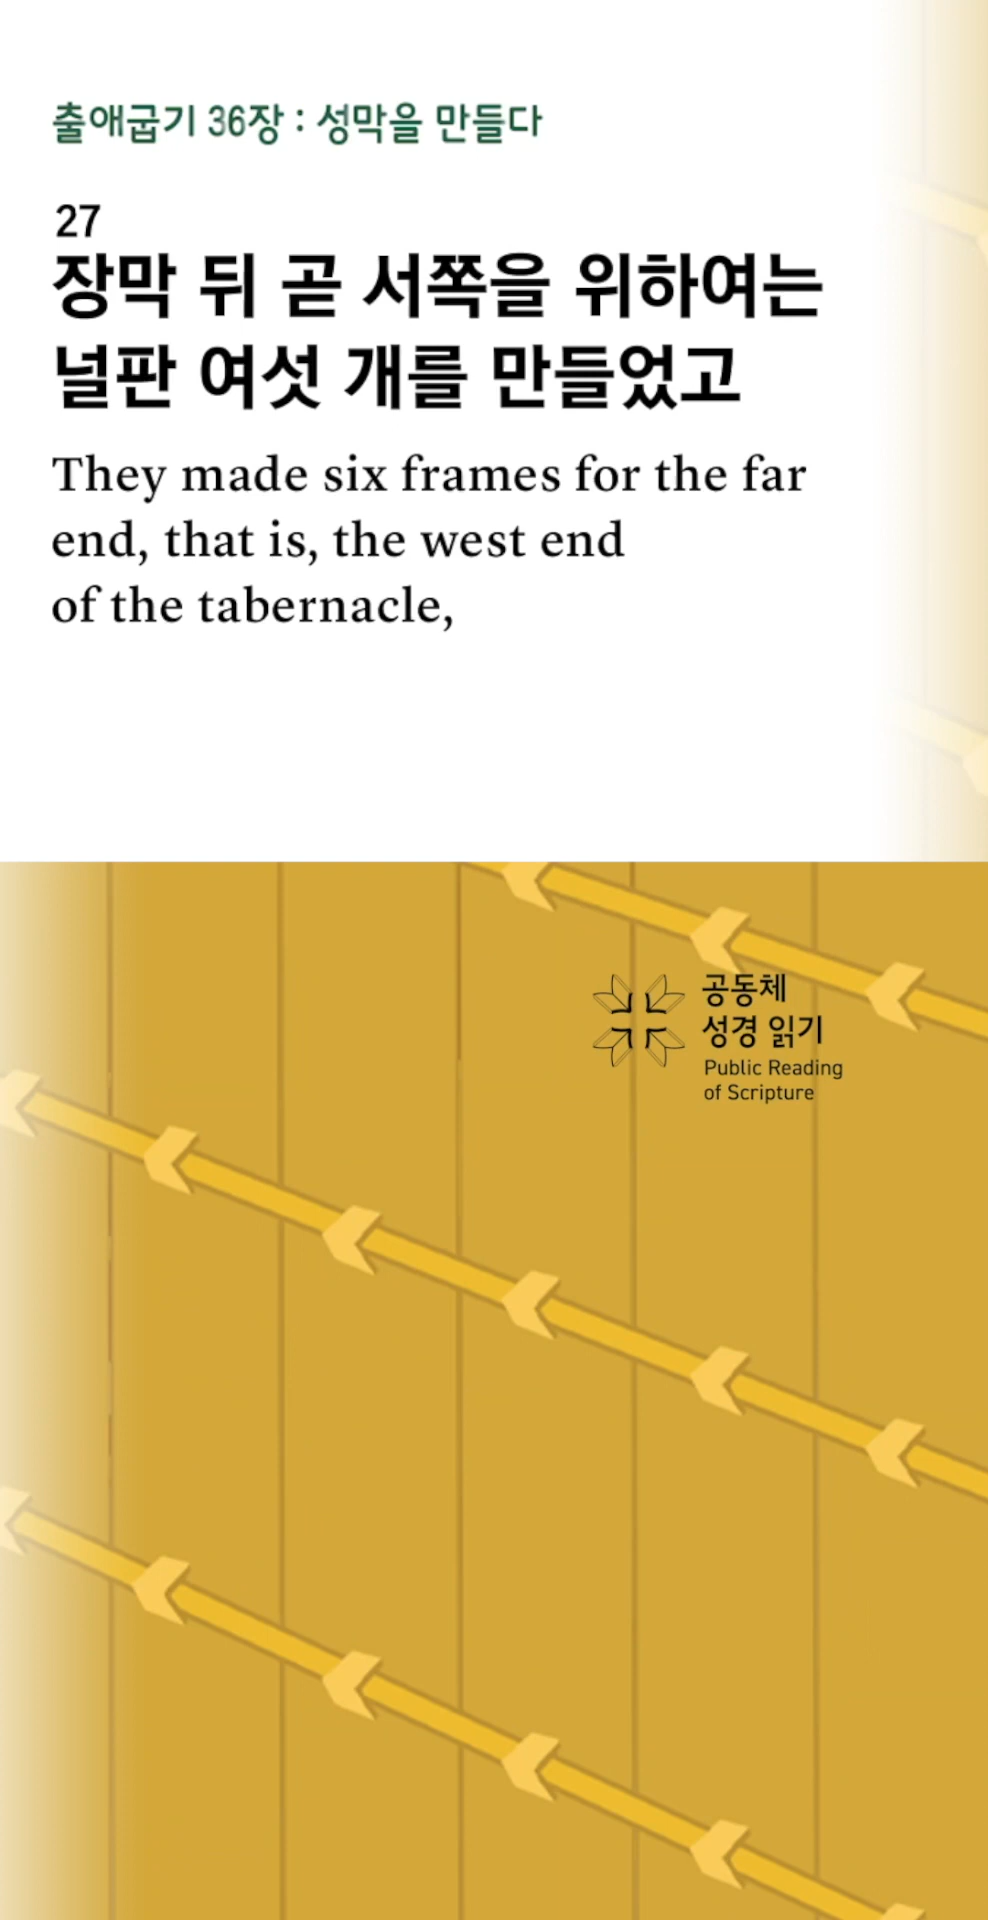 출애굽기 36장 : 성막을 만들다
27
장막 뒤 곧 서쪽을 위하여는
널판 여섯 개를 만들었고
They made six frames for the far
end, that is, the west end
of the tabernacle,
공동체
성경 읽기
Public Reading
of Scripture